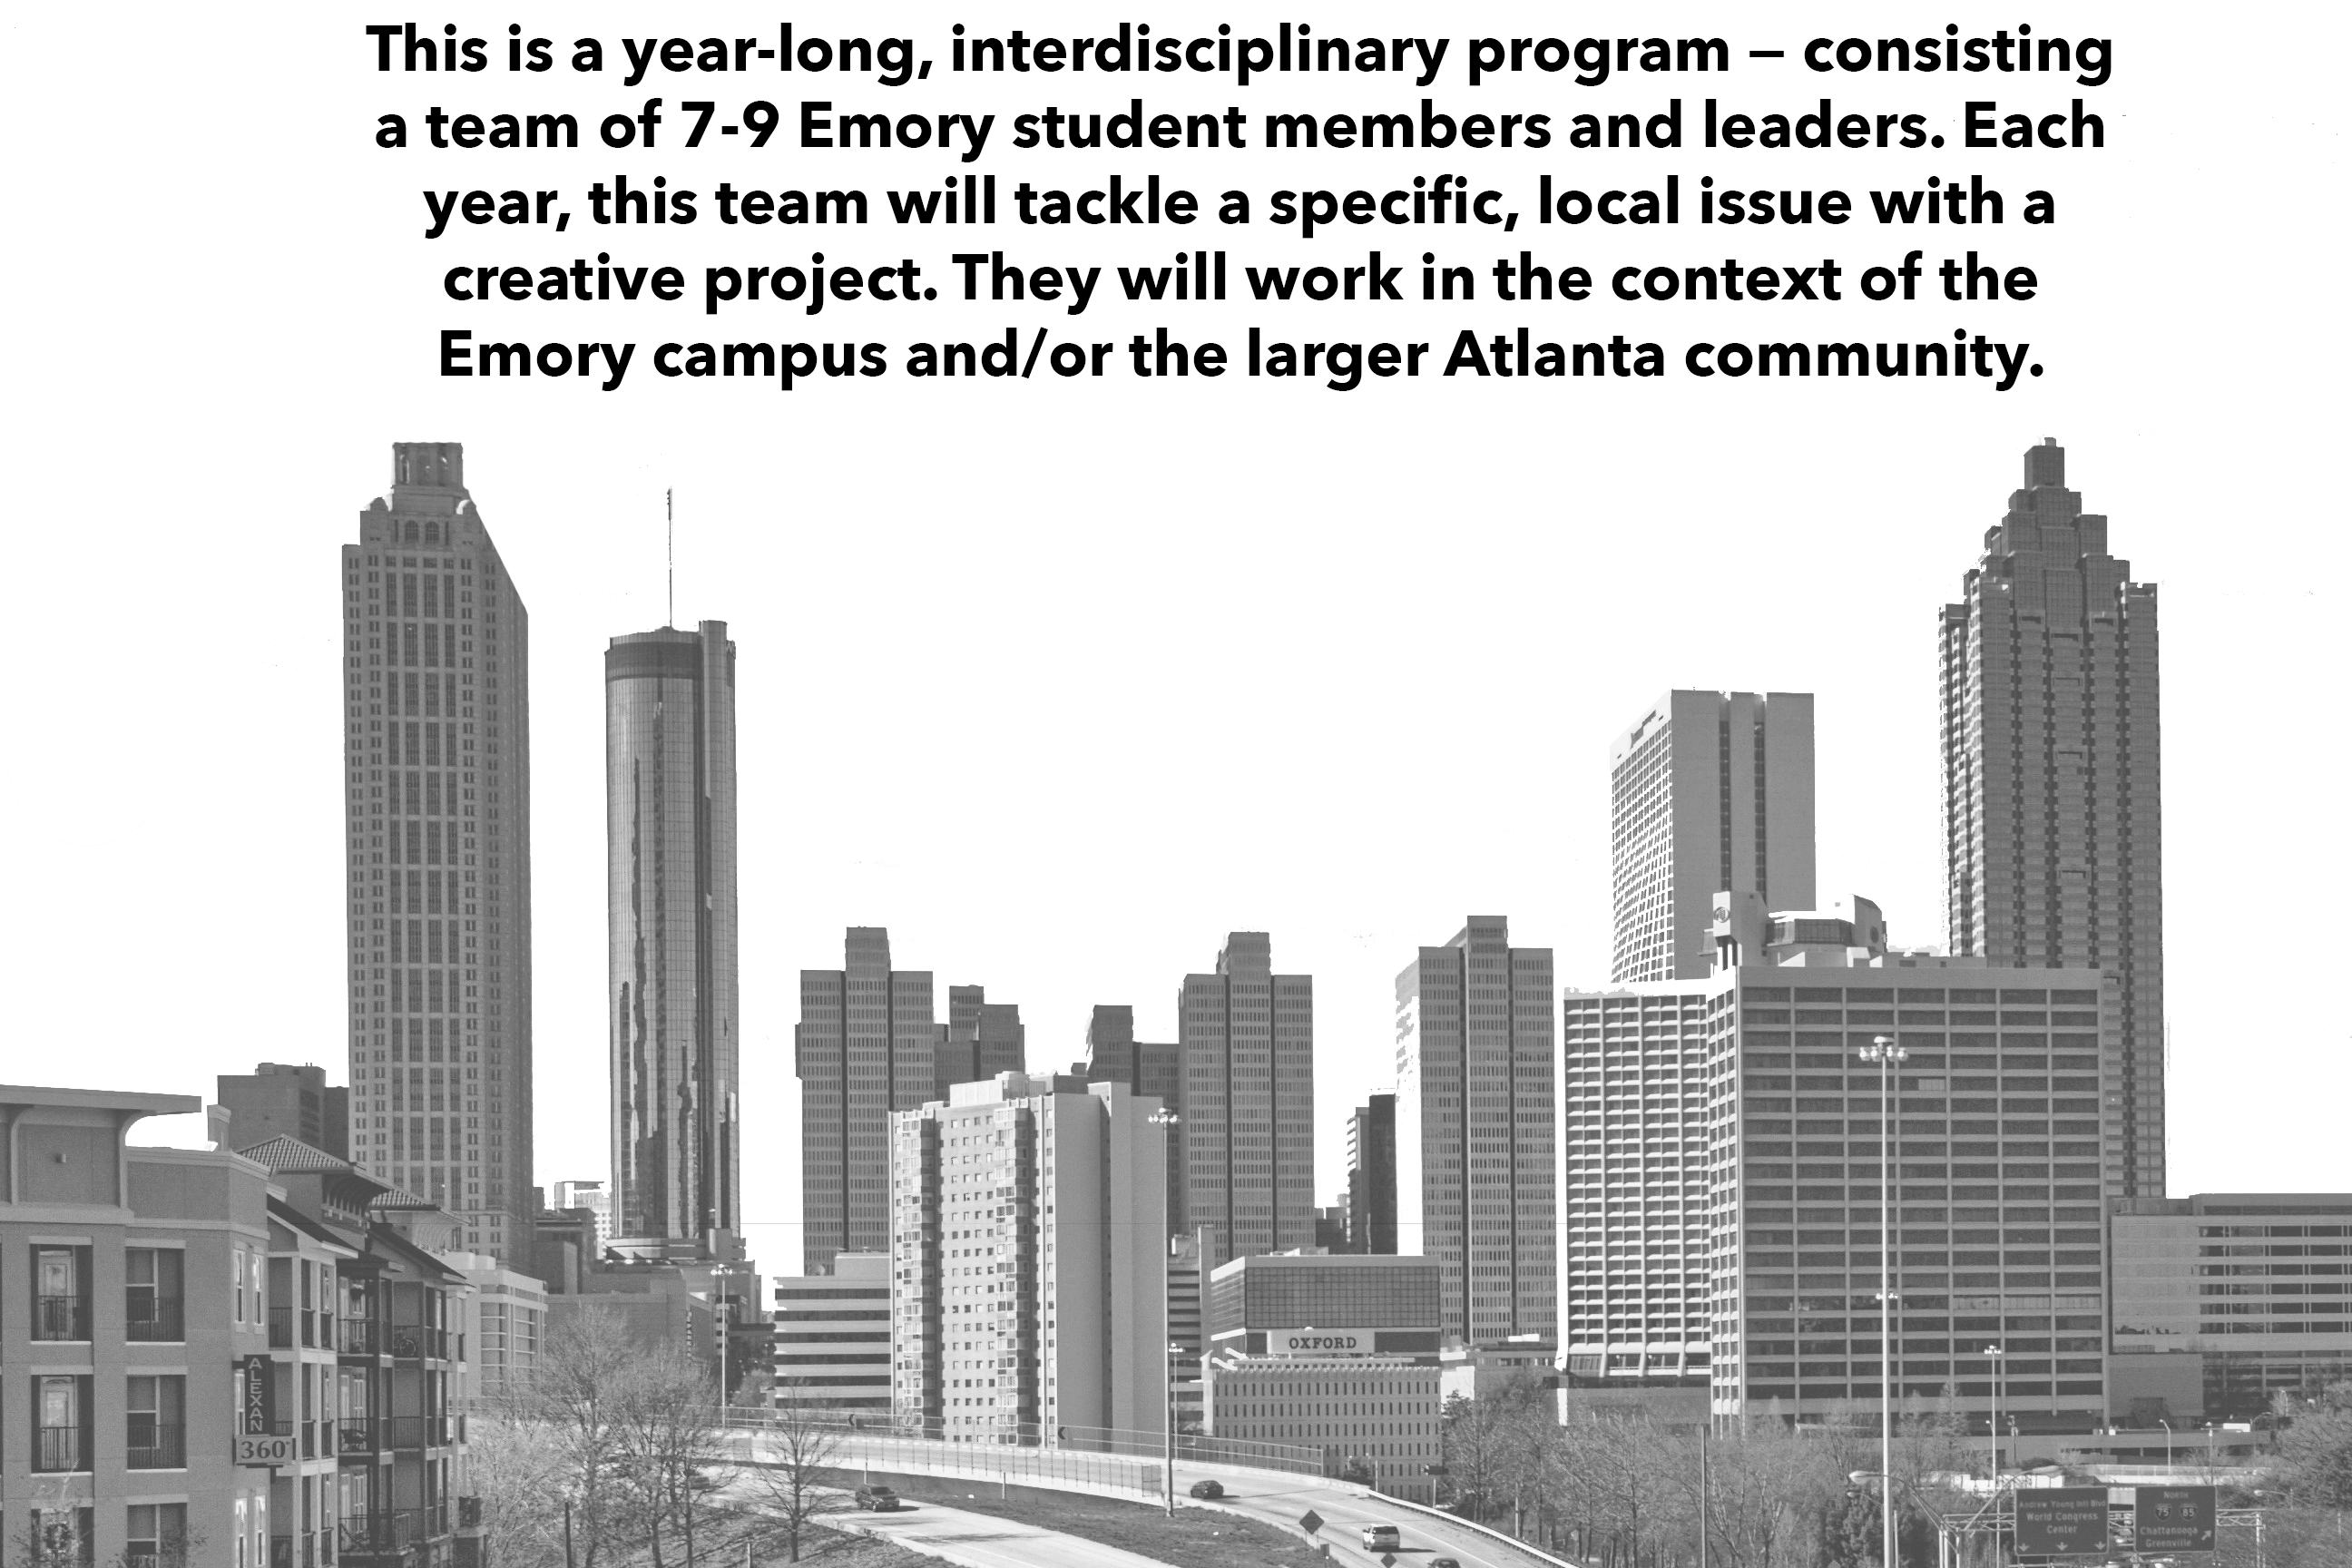 This is a year-long, interdisciplinary program — consisting
a team of 7-9 Emory student members and leaders. Each
year, this team will tackle a specific, local issue with a
creative project. They will work in the context of the
Emory campus and/or the larger Atlanta community.
OXFORD
ALEXAN
360°
Andrew Young Intl Blvd
World Congress
Center
NORTH
75 85
Chattanooga
Greenville